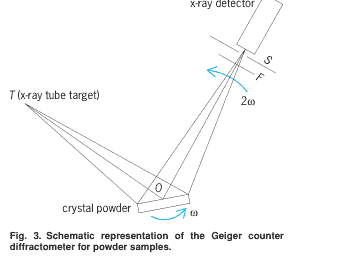 x-ray detector
S
F
T (x-ray tube target)
2ω
O
crystal powder
ω
Fig. 3. Schematic representation of the Geiger counter
diffractometer for powder samples.